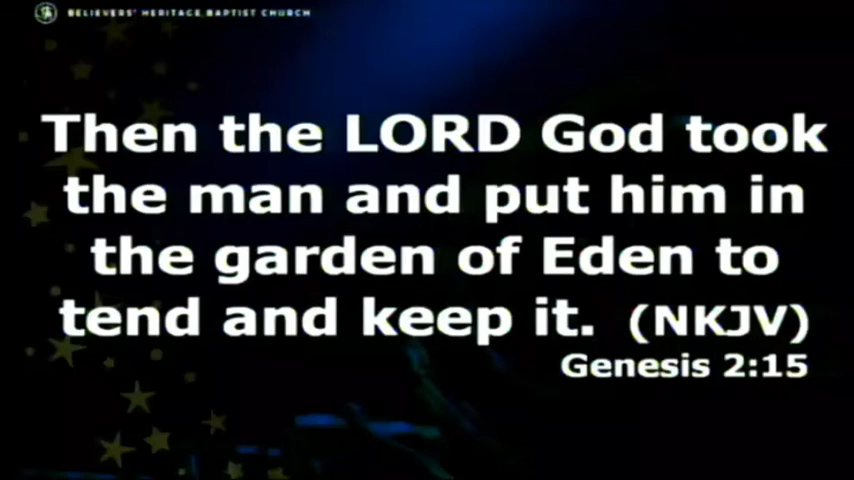 BELIEVERS' HERITAGE BAPTIST CHURCH
Then the LORD God took
the man and put him in
the garden of Eden to
tend and keep it. (NKJV)
Genesis 2:15